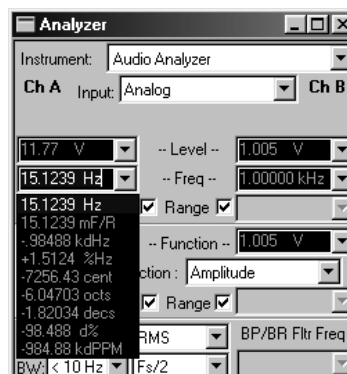 Analyzer
Instrument: Audio Analyzer
Ch A Input: Analog Ch B
11.77 V -- Level -- 1.005 V
15.1239 Hz -- Freq -- 1.00000 kHz
15.1239 Hz Range
15.1239 mF/R
-.98488 kdHz -- Function -- 1.005 V
+1.5124 %Hz
-7256.43 cent ction : Amplitude
-6.04703 octs
-1.82034 decs Range
-98.488 d%
-984.88 kdPPM RMS BP/BR Fltr Freq
BW: < 10 Hz Fs/2